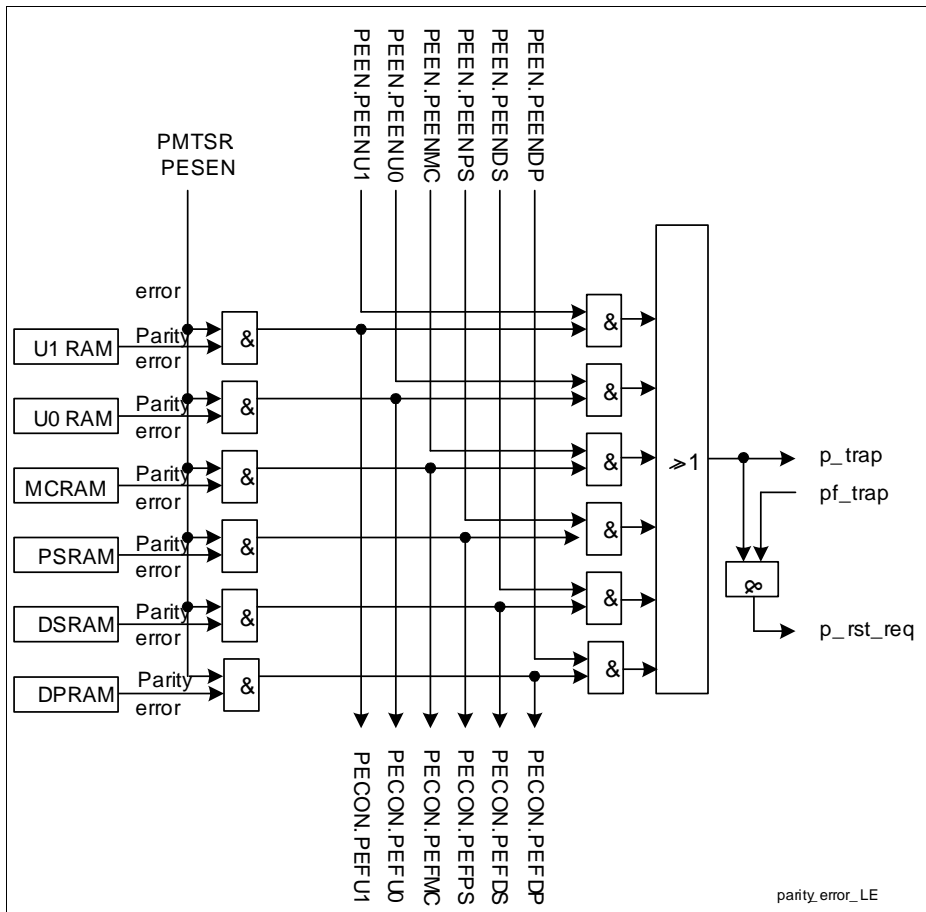 PEEN.PEENU1
PEEN.PEENU0
PEEN.PEENMC
PEEN.PEENPS
PEEN.PEENDS
PEEN.PEENDP
PMTSR
PESEN
error
U1 RAM
Parity
error
&
&
U0 RAM
Parity
error
&
&
MCRAM
Parity
error
&
&
PSRAM
Parity
error
&
&
DSRAM
Parity
error
&
&
DPRAM
Parity
error
&
&
⩾1
p_trap
pf_trap
&
p_rst_req
PECON.PEFU1
PECON.PEFU0
PECON.PEFMC
PECON.PEFPS
PECON.PEFDS
PECON.PEFDP
parity_error_LE